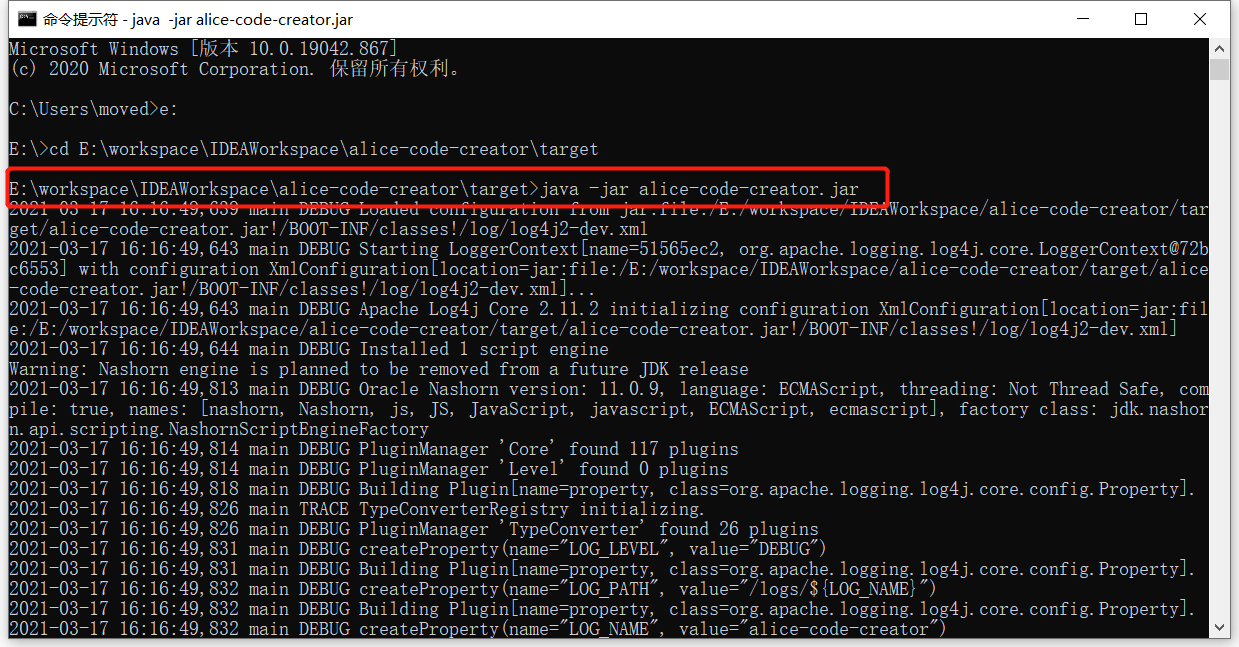 命令提示符 - java  -jar alice-code-creator.jar
Microsoft Windows [版本 10.0.19042.867]
(c) 2020 Microsoft Corporation. 保留所有权利。
C:\Users\moved>e:
E:\>cd E:\workspace\IDEAWorkspace\alice-code-creator\target
E:\workspace\IDEAWorkspace\alice-code-creator\target>java -jar alice-code-creator.jar
2021-03-17 16:16:49,639 main DEBUG Loaded configuration from jar:file:/E:/workspace/IDEAWorkspace/alice-code-creator/tar
get/alice-code-creator.jar!/BOOT-INF/classes!/log/log4j2-dev.xml
2021-03-17 16:16:49,643 main DEBUG Starting LoggerContext[name=51565ec2, org.apache.logging.log4j.core.LoggerContext@72b
c6553] with configuration XmlConfiguration[location=jar:file:/E:/workspace/IDEAWorkspace/alice-code-creator/target/alice
-code-creator.jar!/BOOT-INF/classes!/log/log4j2-dev.xml]...
2021-03-17 16:16:49,643 main DEBUG Apache Log4j Core 2.11.2 initializing configuration XmlConfiguration[location=jar:fil
e:/E:/workspace/IDEAWorkspace/alice-code-creator/target/alice-code-creator.jar!/BOOT-INF/classes!/log/log4j2-dev.xml]
2021-03-17 16:16:49,644 main DEBUG Installed 1 script engine
Warning: Nashorn engine is planned to be removed from a future JDK release
2021-03-17 16:16:49,813 main DEBUG Oracle Nashorn version: 11.0.9, language: ECMAScript, threading: Not Thread Safe, com
pile: true, names: [nashorn, Nashorn, js, JS, JavaScript, javascript, ECMAScript, ecmascript], factory class: jdk.nashor
n.api.scripting.NashornScriptEngineFactory
2021-03-17 16:16:49,814 main DEBUG PluginManager 'Core' found 117 plugins
2021-03-17 16:16:49,814 main DEBUG PluginManager 'Level' found 0 plugins
2021-03-17 16:16:49,818 main DEBUG Building Plugin[name=property, class=org.apache.logging.log4j.core.config.Property].
2021-03-17 16:16:49,826 main TRACE TypeConverterRegistry initializing.
2021-03-17 16:16:49,826 main DEBUG PluginManager 'TypeConverter' found 26 plugins
2021-03-17 16:16:49,831 main DEBUG createProperty(name="LOG_LEVEL", value="DEBUG")
2021-03-17 16:16:49,831 main DEBUG Building Plugin[name=property, class=org.apache.logging.log4j.core.config.Property].
2021-03-17 16:16:49,832 main DEBUG createProperty(name="LOG_PATH", value="/logs/${LOG_NAME}")
2021-03-17 16:16:49,832 main DEBUG Building Plugin[name=property, class=org.apache.logging.log4j.core.config.Property].
2021-03-17 16:16:49,832 main DEBUG createProperty(name="LOG_NAME", value="alice-code-creator")